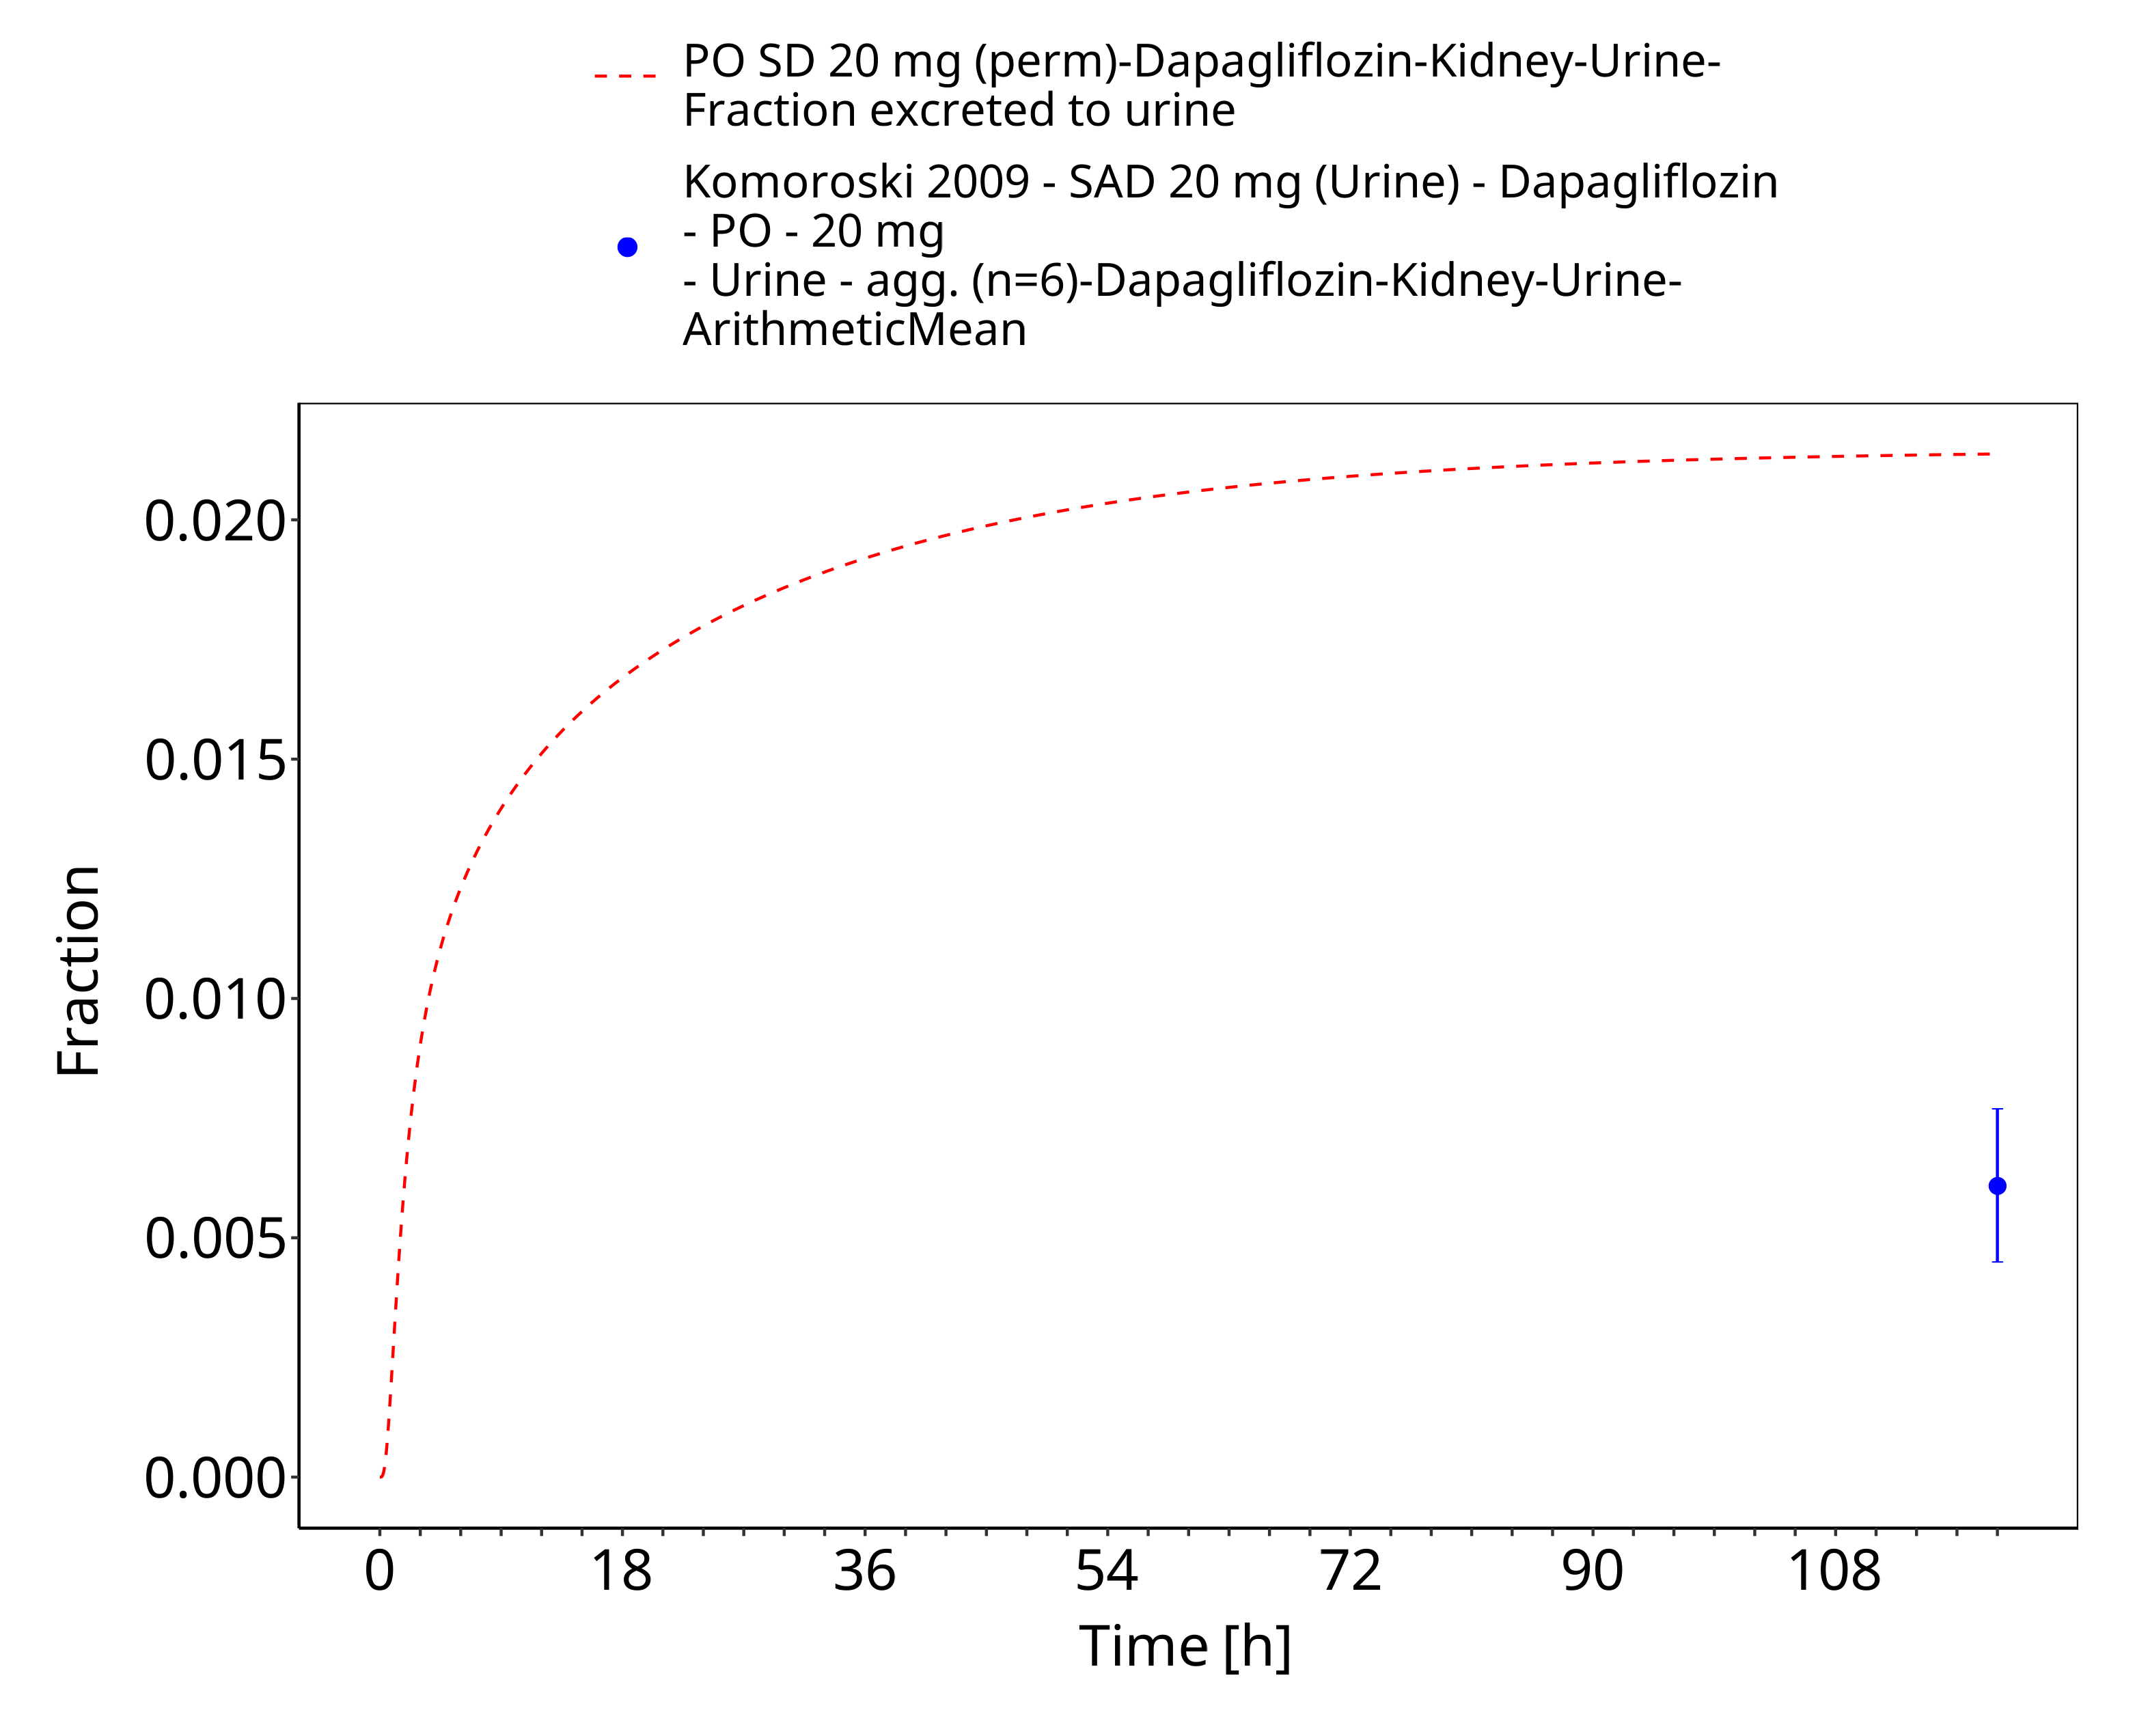 PO SD 20 mg (perm)-Dapagliflozin-Kidney-Urine-
Fraction excreted to urine
Komoroski 2009 - SAD 20 mg (Urine) - Dapagliflozin
- PO - 20 mg
- Urine - agg. (n=6)-Dapagliflozin-Kidney-Urine-
ArithmeticMean
Fraction
0.020
0.015
0.010
0.005
0.000
0 18 36 54 72 90 108
Time [h]